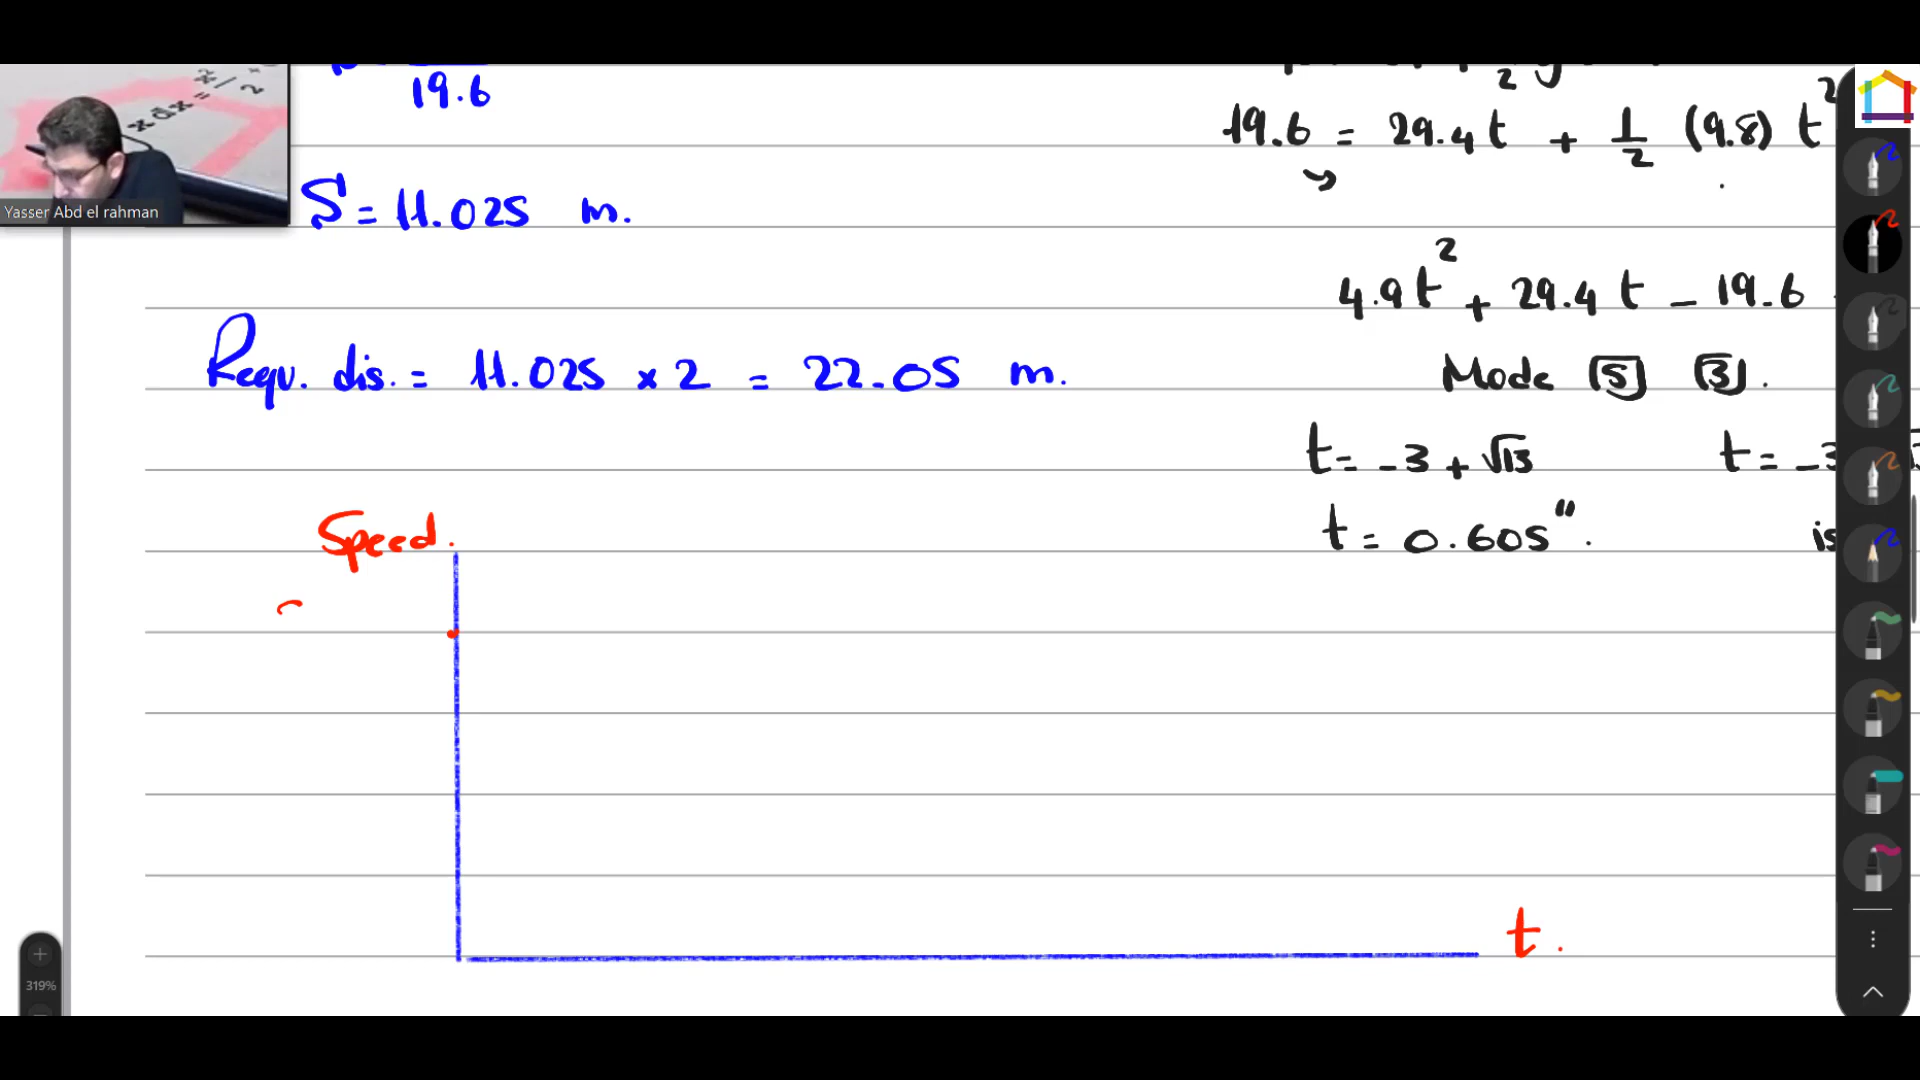 19.6
S = 11.025 m.
Requ. dis. = 11.025 × 2 = 22.05 m.
19.6 = 29.4 t + 1/2 (9.8) t²
4.9 t² + 29.4 t - 19.6
Mode 5 3.
t = -3 + √13
t = -3
t = 0.605" .
is
Speed.
t .
Yasser Abd el rahman
319%